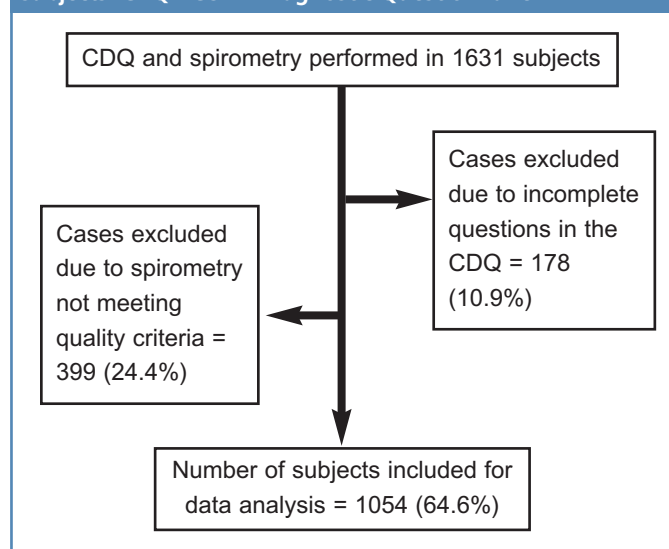 CDQ and spirometry performed in 1631 subjects
Cases excluded
due to incomplete
questions in the
CDQ = 178
(10.9%)
Cases excluded
due to spirometry
not meeting
quality criteria =
399 (24.4%)
Number of subjects included for
data analysis = 1054 (64.6%)